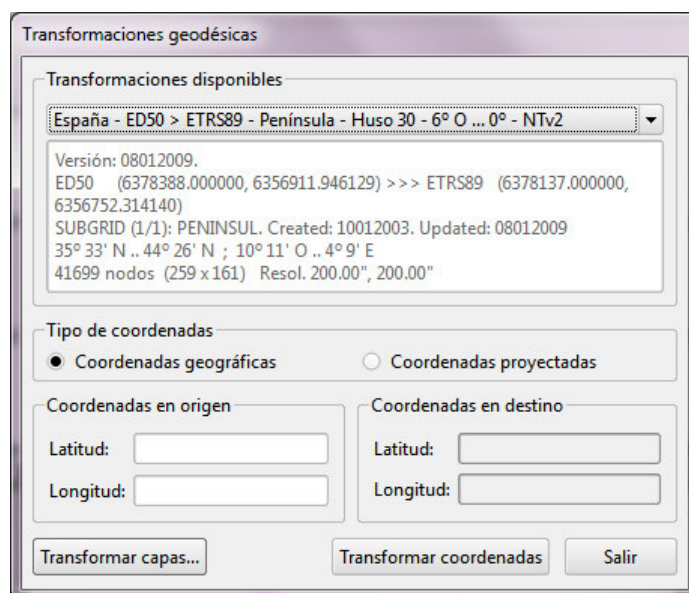 Transformaciones geodésicas
Transformaciones disponibles
España - ED50 > ETRS89 - Península - Huso 30 - 6º O ... 0º - NTv2
Versión: 08012009.
ED50 (6378388.000000, 6356911.946129) >>> ETRS89 (6378137.000000,
6356752.314140)
SUBGRID (1/1): PENINSUL. Created: 10012003. Updated: 08012009
35º 33' N .. 44º 26' N ; 10º 11' O .. 4º 9' E
41699 nodos (259 x 161) Resol. 200.00", 200.00"
Tipo de coordenadas
Coordenadas geográficas Coordenadas proyectadas
Coordenadas en origen Coordenadas en destino
Latitud: Latitud:
Longitud: Longitud:
Transformar capas... Transformar coordenadas Salir